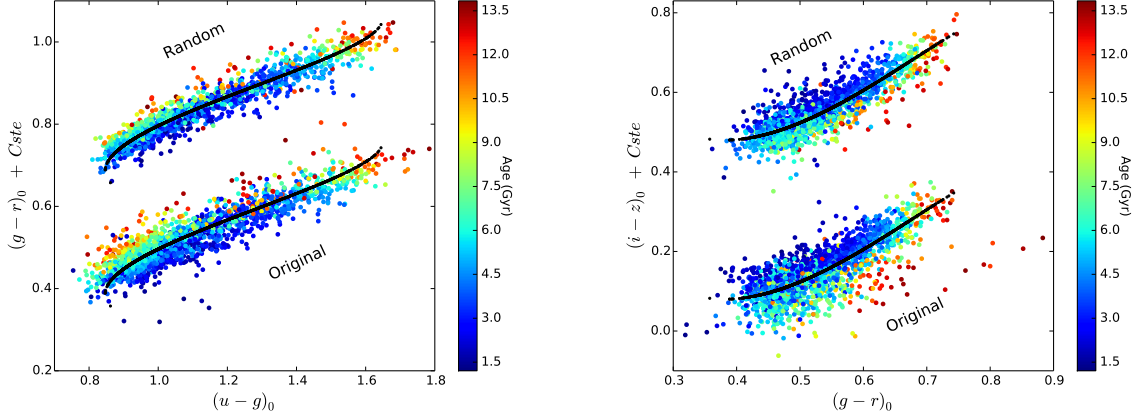 Random
Original
(g − r)₀ + Cste
1.0
0.8
0.6
0.4
0.2
0.8 1.0 1.2 1.4 1.6 1.8
(u − g)₀
13.5
12.0
10.5
9.0
7.5
6.0
4.5
3.0
1.5
Age (Gyr)
Random
Original
(i − z)₀ + Cste
0.8
0.6
0.4
0.2
0.0
0.3 0.4 0.5 0.6 0.7 0.8 0.9
(g − r)₀
13.5
12.0
10.5
9.0
7.5
6.0
4.5
3.0
1.5
Age (Gyr)